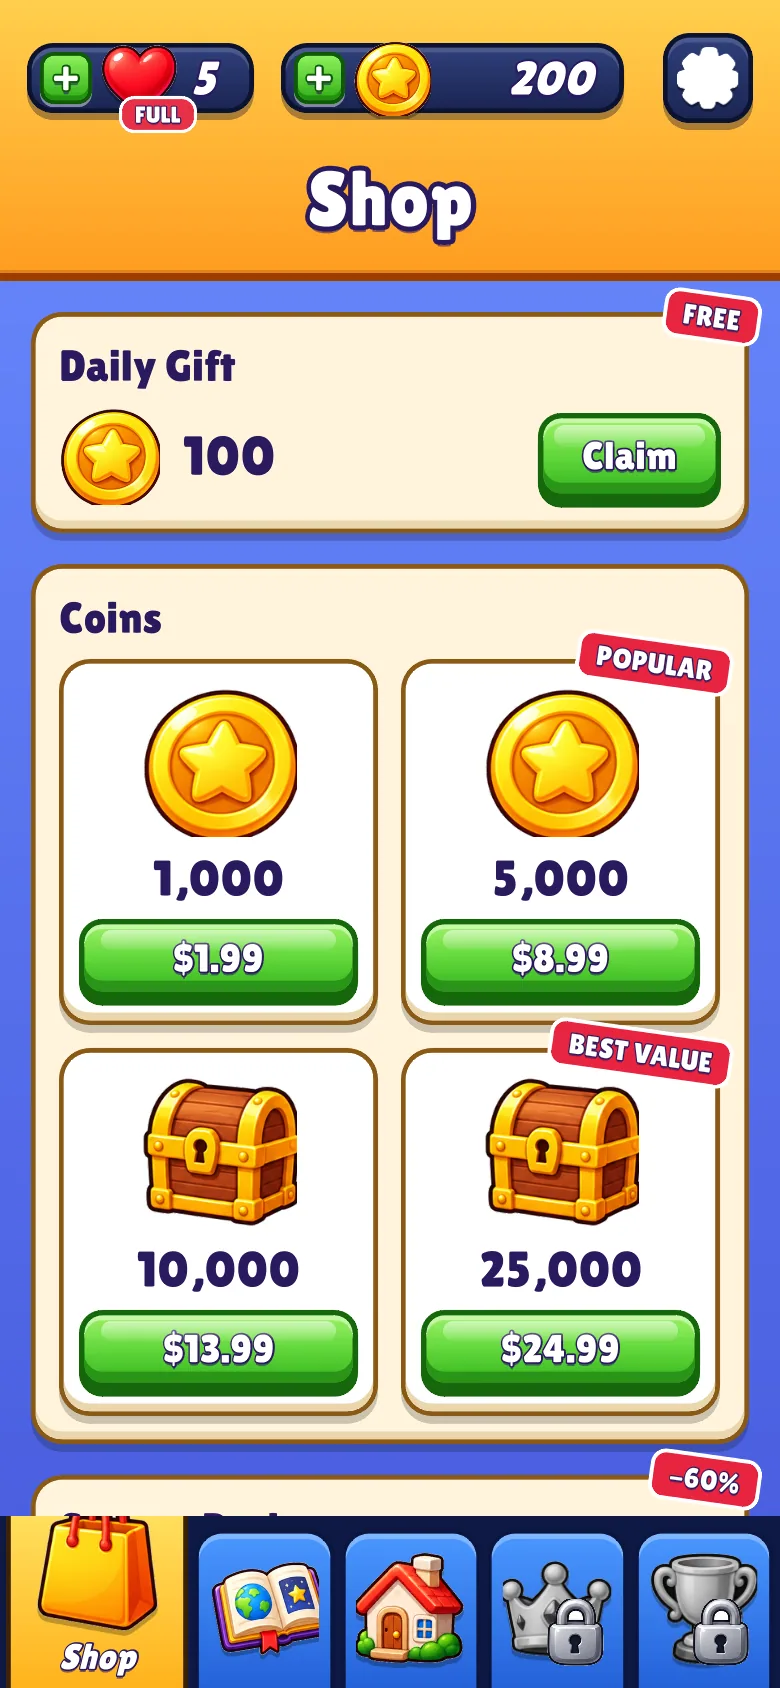 5
200
FULL
Shop
FREE
Daily Gift
100
Claim
Coins
POPULAR
1,000
5,000
$1.99
$8.99
BEST VALUE
10,000
25,000
$13.99
$24.99
-60%
Shop